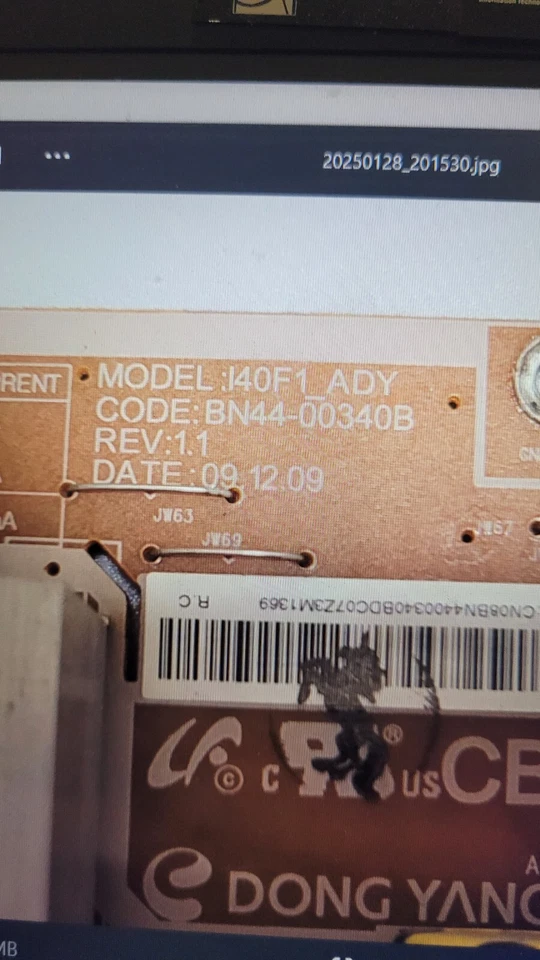 20250128_201530.jpg
RENT
MODEL:I40F1_ADY
CODE:BN44-00340B
REV:1.1
DATE:09.12.09
JW63
JW69
JW67
CN08BN4400340BDC07Z3M1369
R.C
C
US
CE
DONG YANG
MB